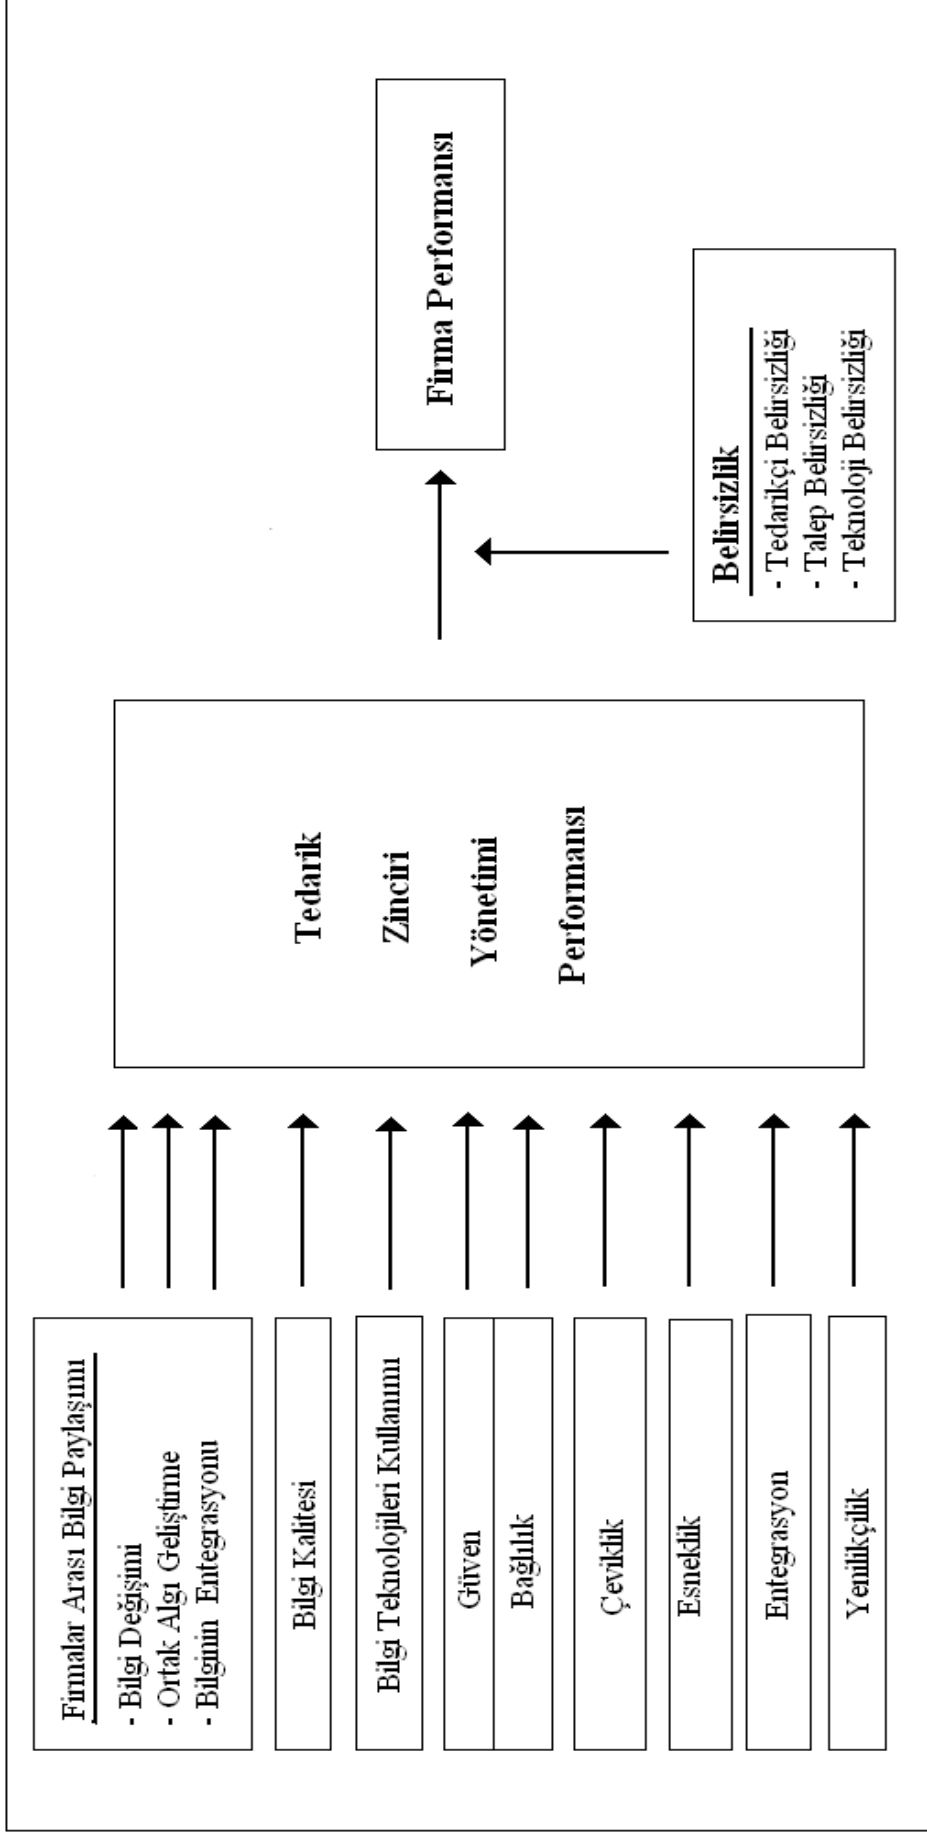 Firmalar Arası Bilgi Paylaşımı
- Bilgi Değişimi
- Ortak Algı Geliştirme
- Bilginin Entegrasyonu
Bilgi Kalitesi
Bilgi Teknolojileri Kullanımı
Güven
Bağlılık
Çeviklik
Esneklik
Entegrasyon
Yenilikçilik
Tedarik
Zinciri
Yönetimi
Performansı
Firma Performansı
Belirsizlik
- Tedarikçi Belirsizliği
- Talep Belirsizliği
- Teknoloji Belirsizliği